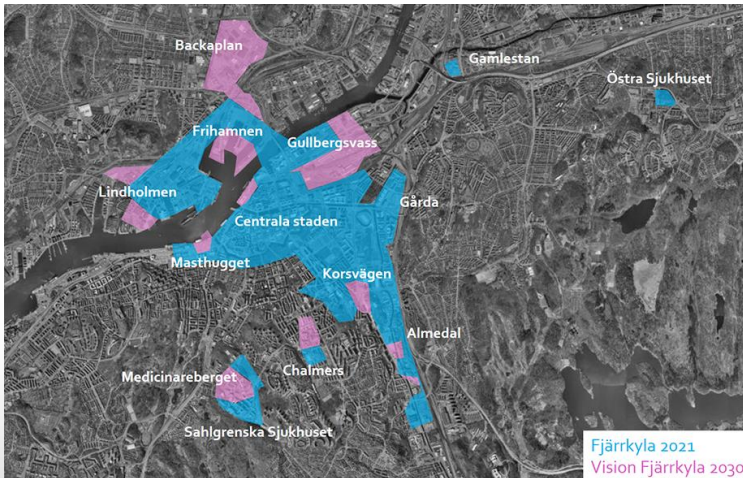 Backaplan
Gamlestan
Östra Sjukhuset
Frihamnen
Gullbergsvass
Lindholmen
Gårda
Centrala staden
Masthugget
Korsvägen
Almedal
Chalmers
Medicinareberget
Sahlgrenska Sjukhuset
Fjärrkyla 2021
Vision Fjärrkyla 2030